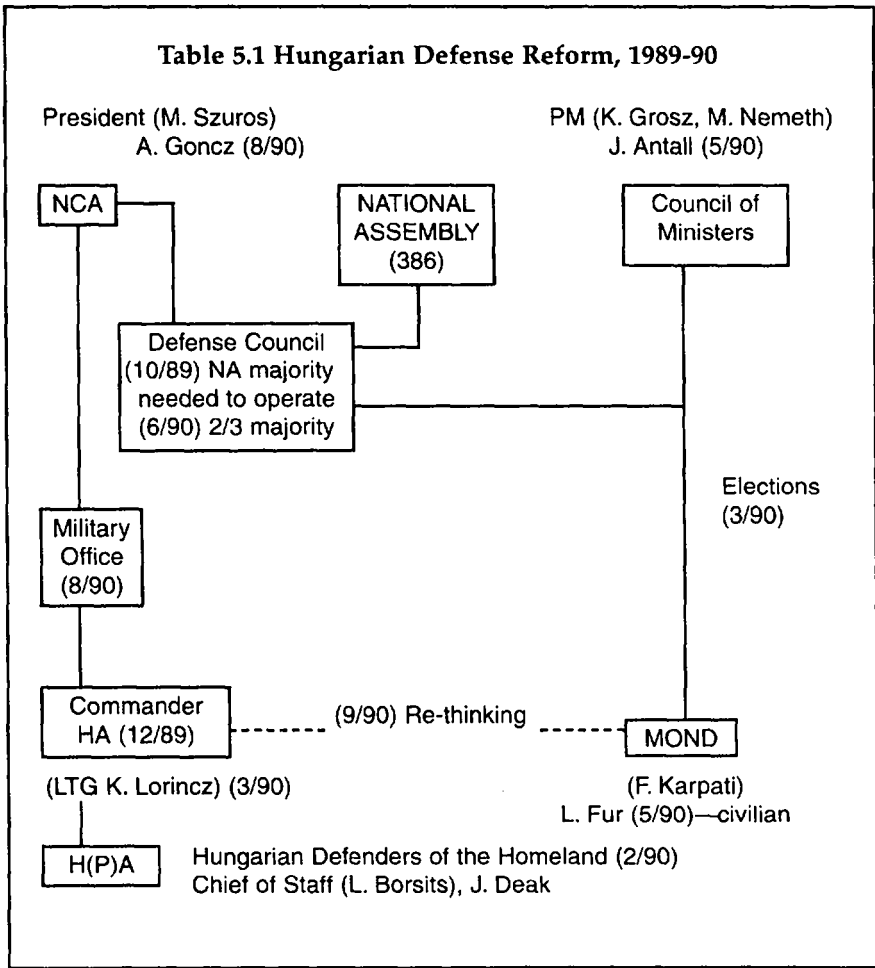 Table 5.1 Hungarian Defense Reform, 1989-90
President (M. Szuros)
A. Goncz (8/90)
PM (K. Grosz, M. Nemeth)
J. Antall (5/90)
NCA
NATIONAL
ASSEMBLY
(386)
Council of
Ministers
Defense Council
(10/89) NA majority
needed to operate
(6/90) 2/3 majority
Elections
(3/90)
Military
Office
(8/90)
Commander
HA (12/89)
(9/90) Re-thinking
MOND
(LTG K. Lorincz) (3/90)
(F. Karpati)
L. Fur (5/90)—civilian
H(P)A
Hungarian Defenders of the Homeland (2/90)
Chief of Staff (L. Borsits), J. Deak